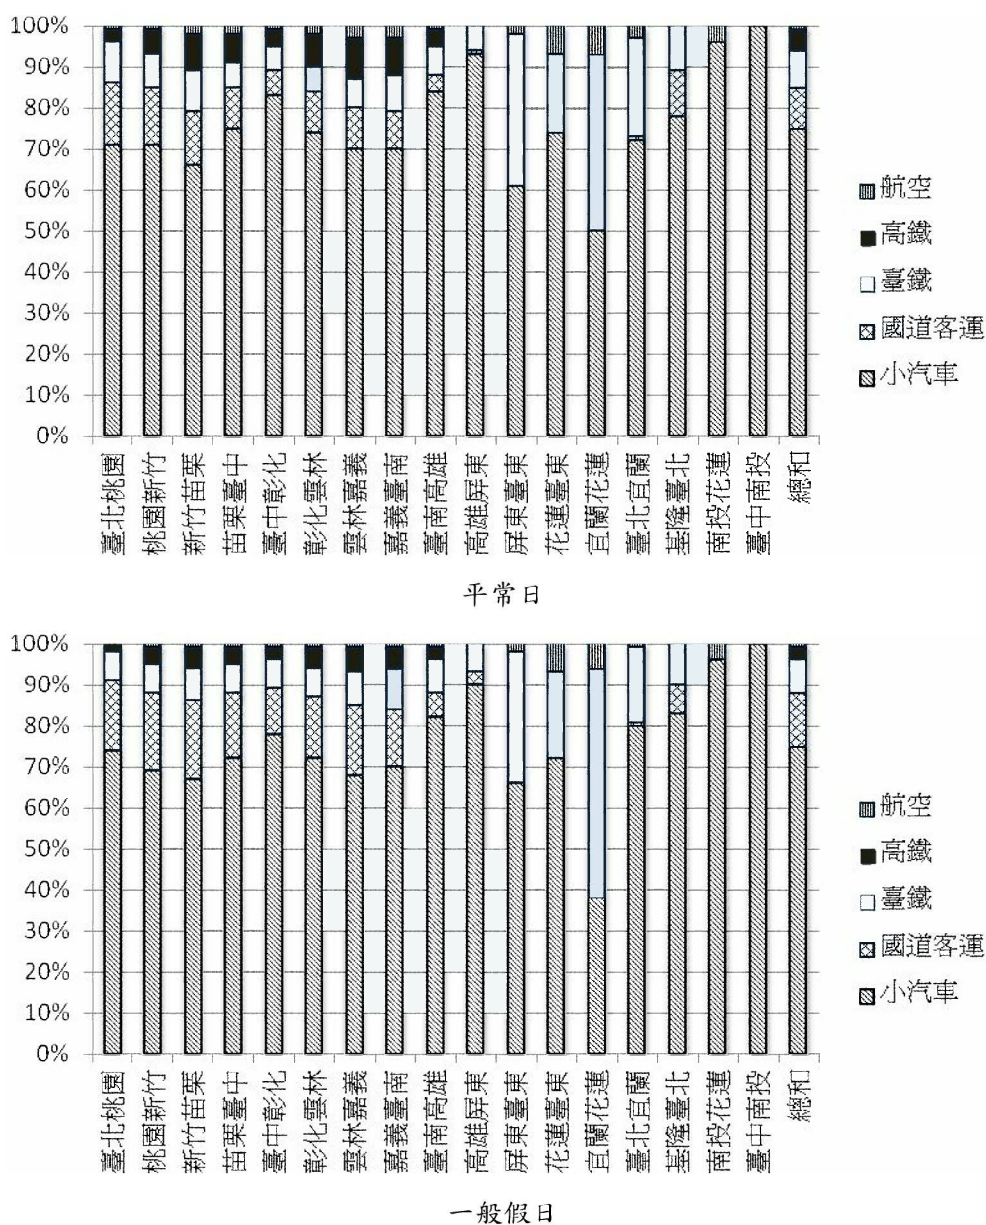 100%
90%
80%
70%
60%
50%
40%
30%
20%
10%
0%
航空
高鐵
臺鐵
國道客運
小汽車
臺北桃園
桃園新竹
新竹苗栗
苗栗臺中
臺中彰化
彰化雲林
雲林嘉義
嘉義臺南
臺南高雄
高雄屏東
屏東臺東
花蓮臺東
宜蘭花蓮
臺北宜蘭
基隆臺北
南投花蓮
臺中南投
總和
平常日
100%
90%
80%
70%
60%
50%
40%
30%
20%
10%
0%
航空
高鐵
臺鐵
國道客運
小汽車
臺北桃園
桃園新竹
新竹苗栗
苗栗臺中
臺中彰化
彰化雲林
雲林嘉義
嘉義臺南
臺南高雄
高雄屏東
屏東臺東
花蓮臺東
宜蘭花蓮
臺北宜蘭
基隆臺北
南投花蓮
臺中南投
總和
一般假日